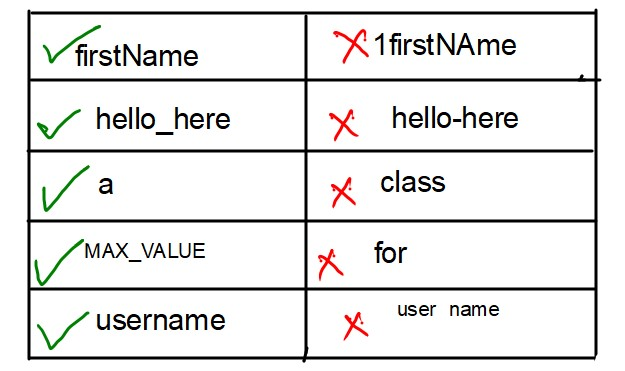 firstName 1firstNAme
hello_here hello-here
a class
MAX_VALUE for
username user name